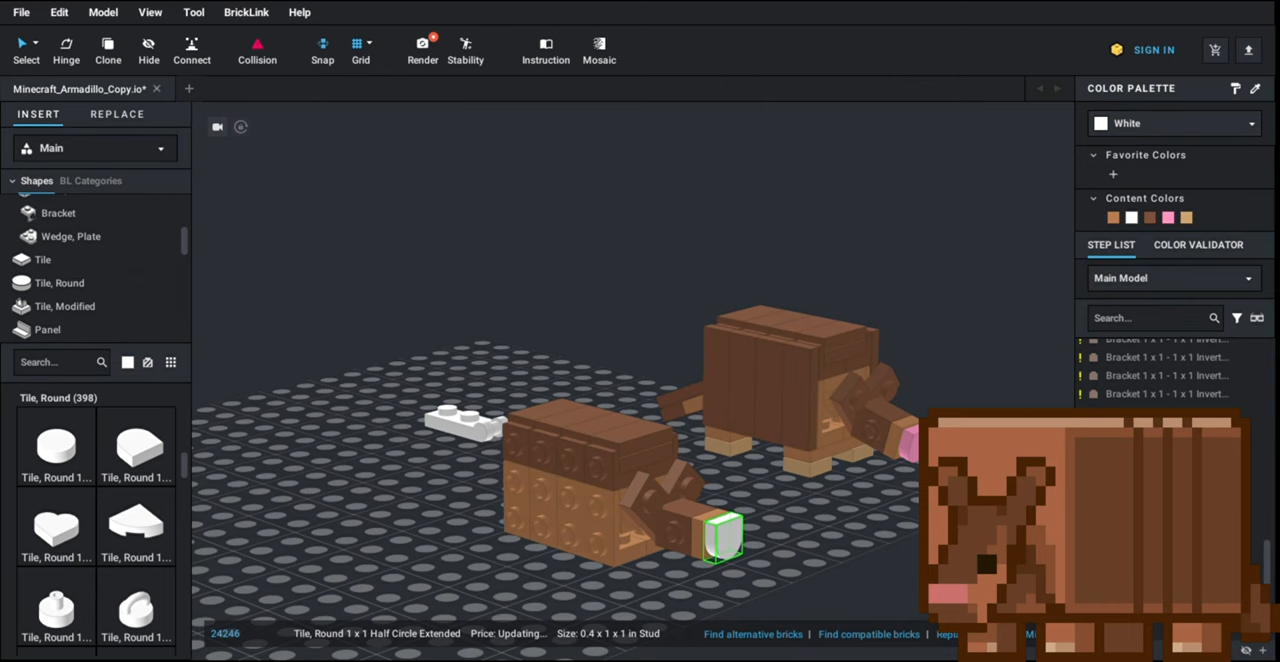 File Edit Model View Tool BrickLink Help
Select Hinge Clone Hide Connect Collision Snap Grid Render Stability Instruction Mosaic SIGN IN
Minecraft_Armadillo_Copy.io*
COLOR PALETTE
INSERT REPLACE
White
Main
Favorite Colors
Shapes BL Categories
Content Colors
Bracket
Wedge, Plate
STEP LIST COLOR VALIDATOR
Tile
Main Model
Tile, Round
Tile, Modified
Search...
Panel
Bracket 1 x 1 - 1 x 1 Invert...
Bracket 1 x 1 - 1 x 1 Invert...
Bracket 1 x 1 - 1 x 1 Invert...
Bracket 1 x 1 - 1 x 1 Invert...
Search...
Tile, Round (398)
Tile, Round 1... Tile, Round 1...
Tile, Round 1... Tile, Round 1...
Tile, Round 1... Tile, Round 1...
24246 Tile, Round 1 x 1 Half Circle Extended Price: Updating... Size: 0.4 x 1 x 1 in Stud Find alternative bricks | Find compatible bricks |